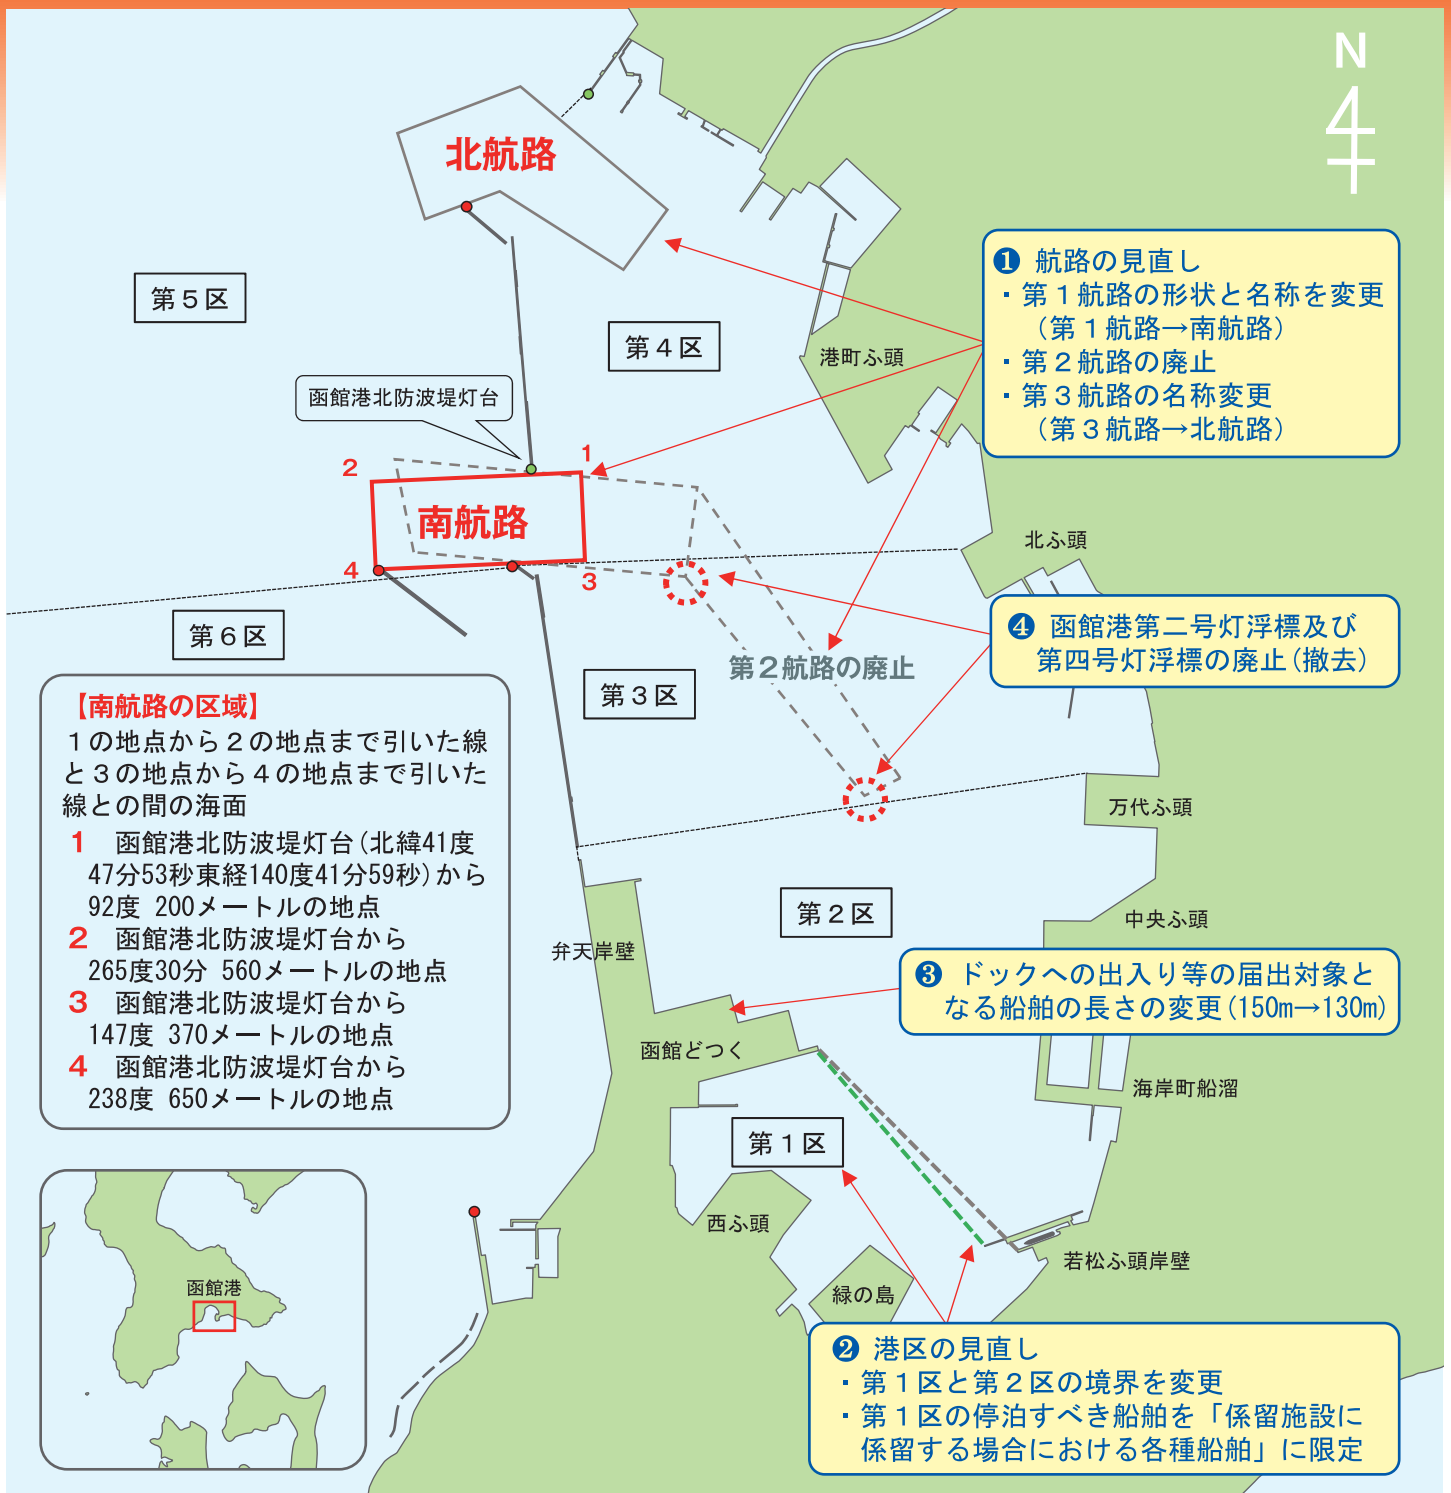 N
北航路
第５区
第４区
港町ふ頭
函館港北防波堤灯台
❶ 航路の見直し
・第１航路の形状と名称を変更
（第１航路→南航路）
・第２航路の廃止
・第３航路の名称変更
（第３航路→北航路）
1
2
南航路
4
3
北ふ頭
第６区
❹ 函館港第二号灯浮標及び
第四号灯浮標の廃止(撤去)
第２航路の廃止
第３区
【南航路の区域】
１の地点から２の地点まで引いた線
と３の地点から４の地点まで引いた
線との間の海面
1 函館港北防波堤灯台(北緯41度
47分53秒東経140度41分59秒)から
92度 200メートルの地点
2 函館港北防波堤灯台から
265度30分 560メートルの地点
3 函館港北防波堤灯台から
147度 370メートルの地点
4 函館港北防波堤灯台から
238度 650メートルの地点
万代ふ頭
第２区
中央ふ頭
弁天岸壁
❸ ドックへの出入り等の届出対象と
なる船舶の長さの変更(150m→130m)
函館どつく
海岸町船溜
第１区
西ふ頭
若松ふ頭岸壁
緑の島
函館港
❷ 港区の見直し
・第１区と第２区の境界を変更
・第１区の停泊すべき船舶を「係留施設に
係留する場合における各種船舶」に限定